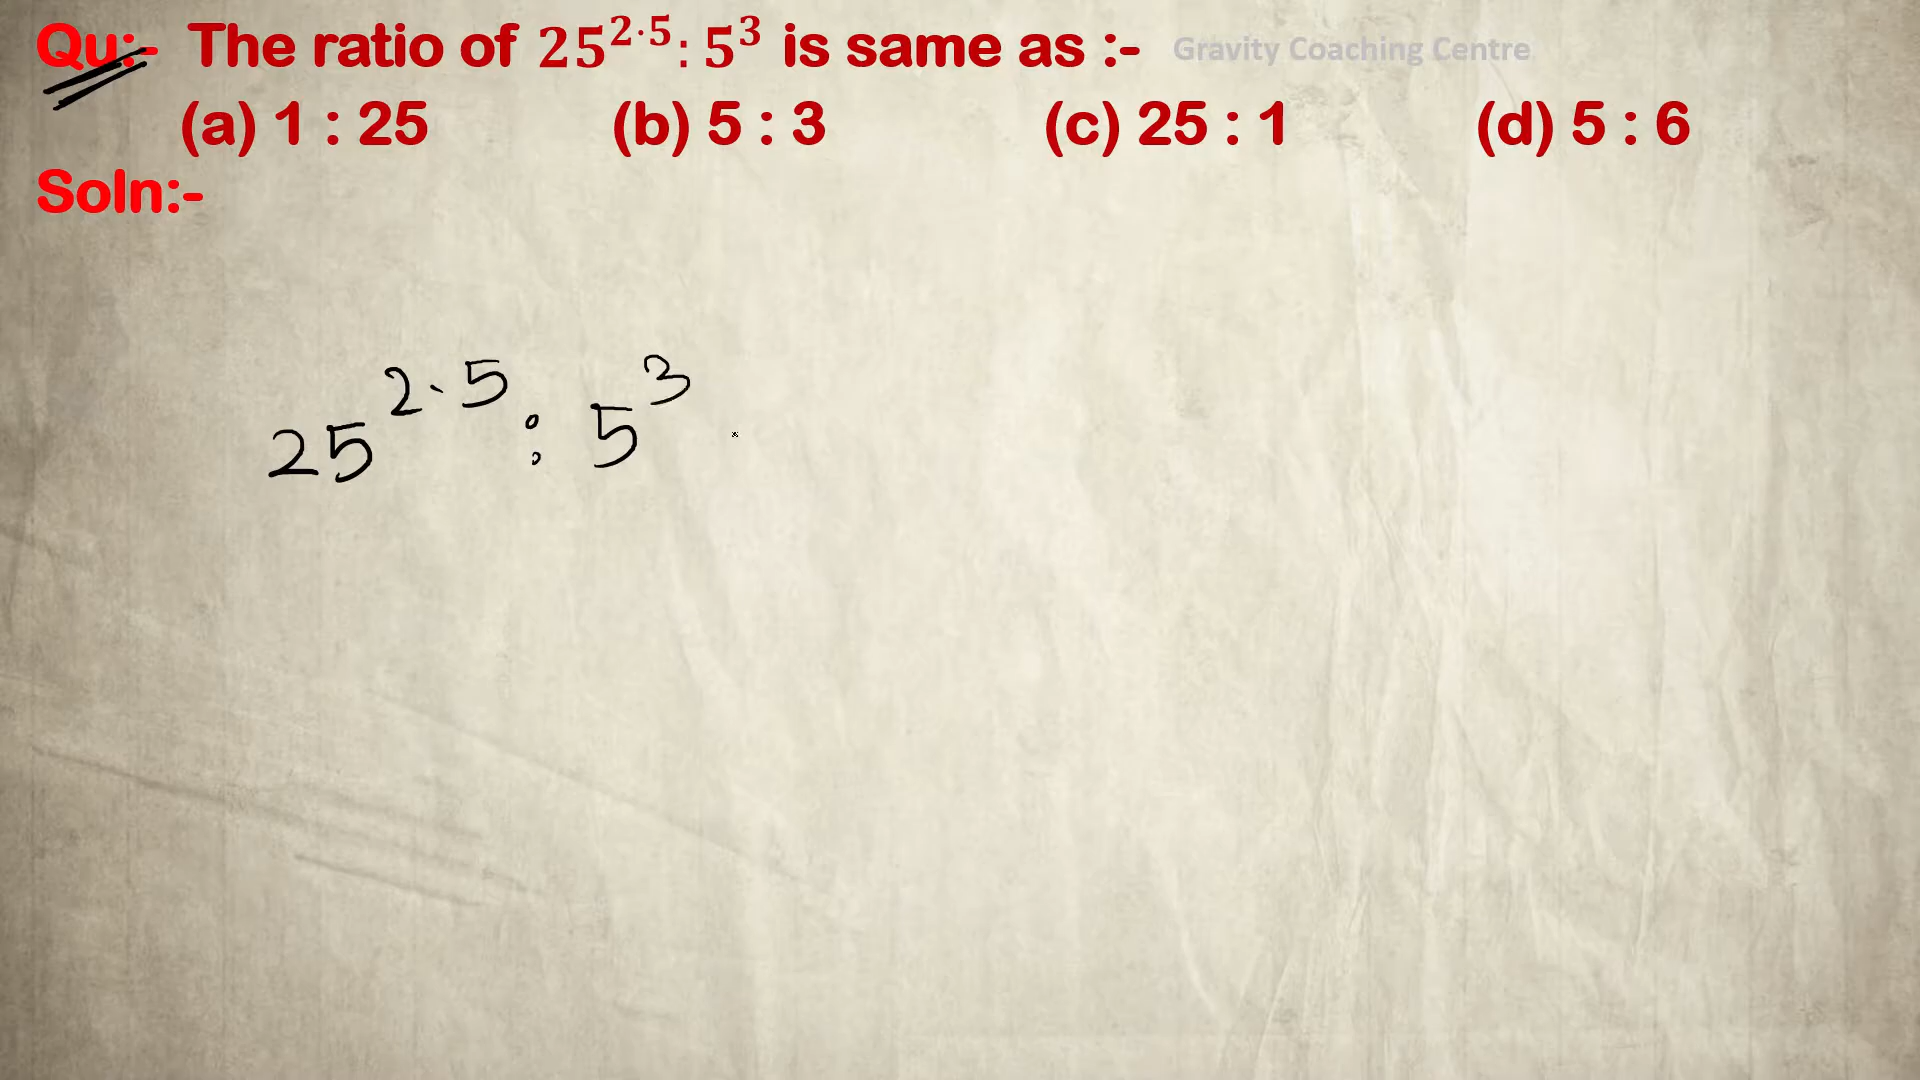 Qu:- The ratio of 25^2·5 : 5^3 is same as :- Gravity Coaching Centre
(a) 1 : 25 (b) 5 : 3 (c) 25 : 1 (d) 5 : 6
Soln:-
25^2·5 : 5^3